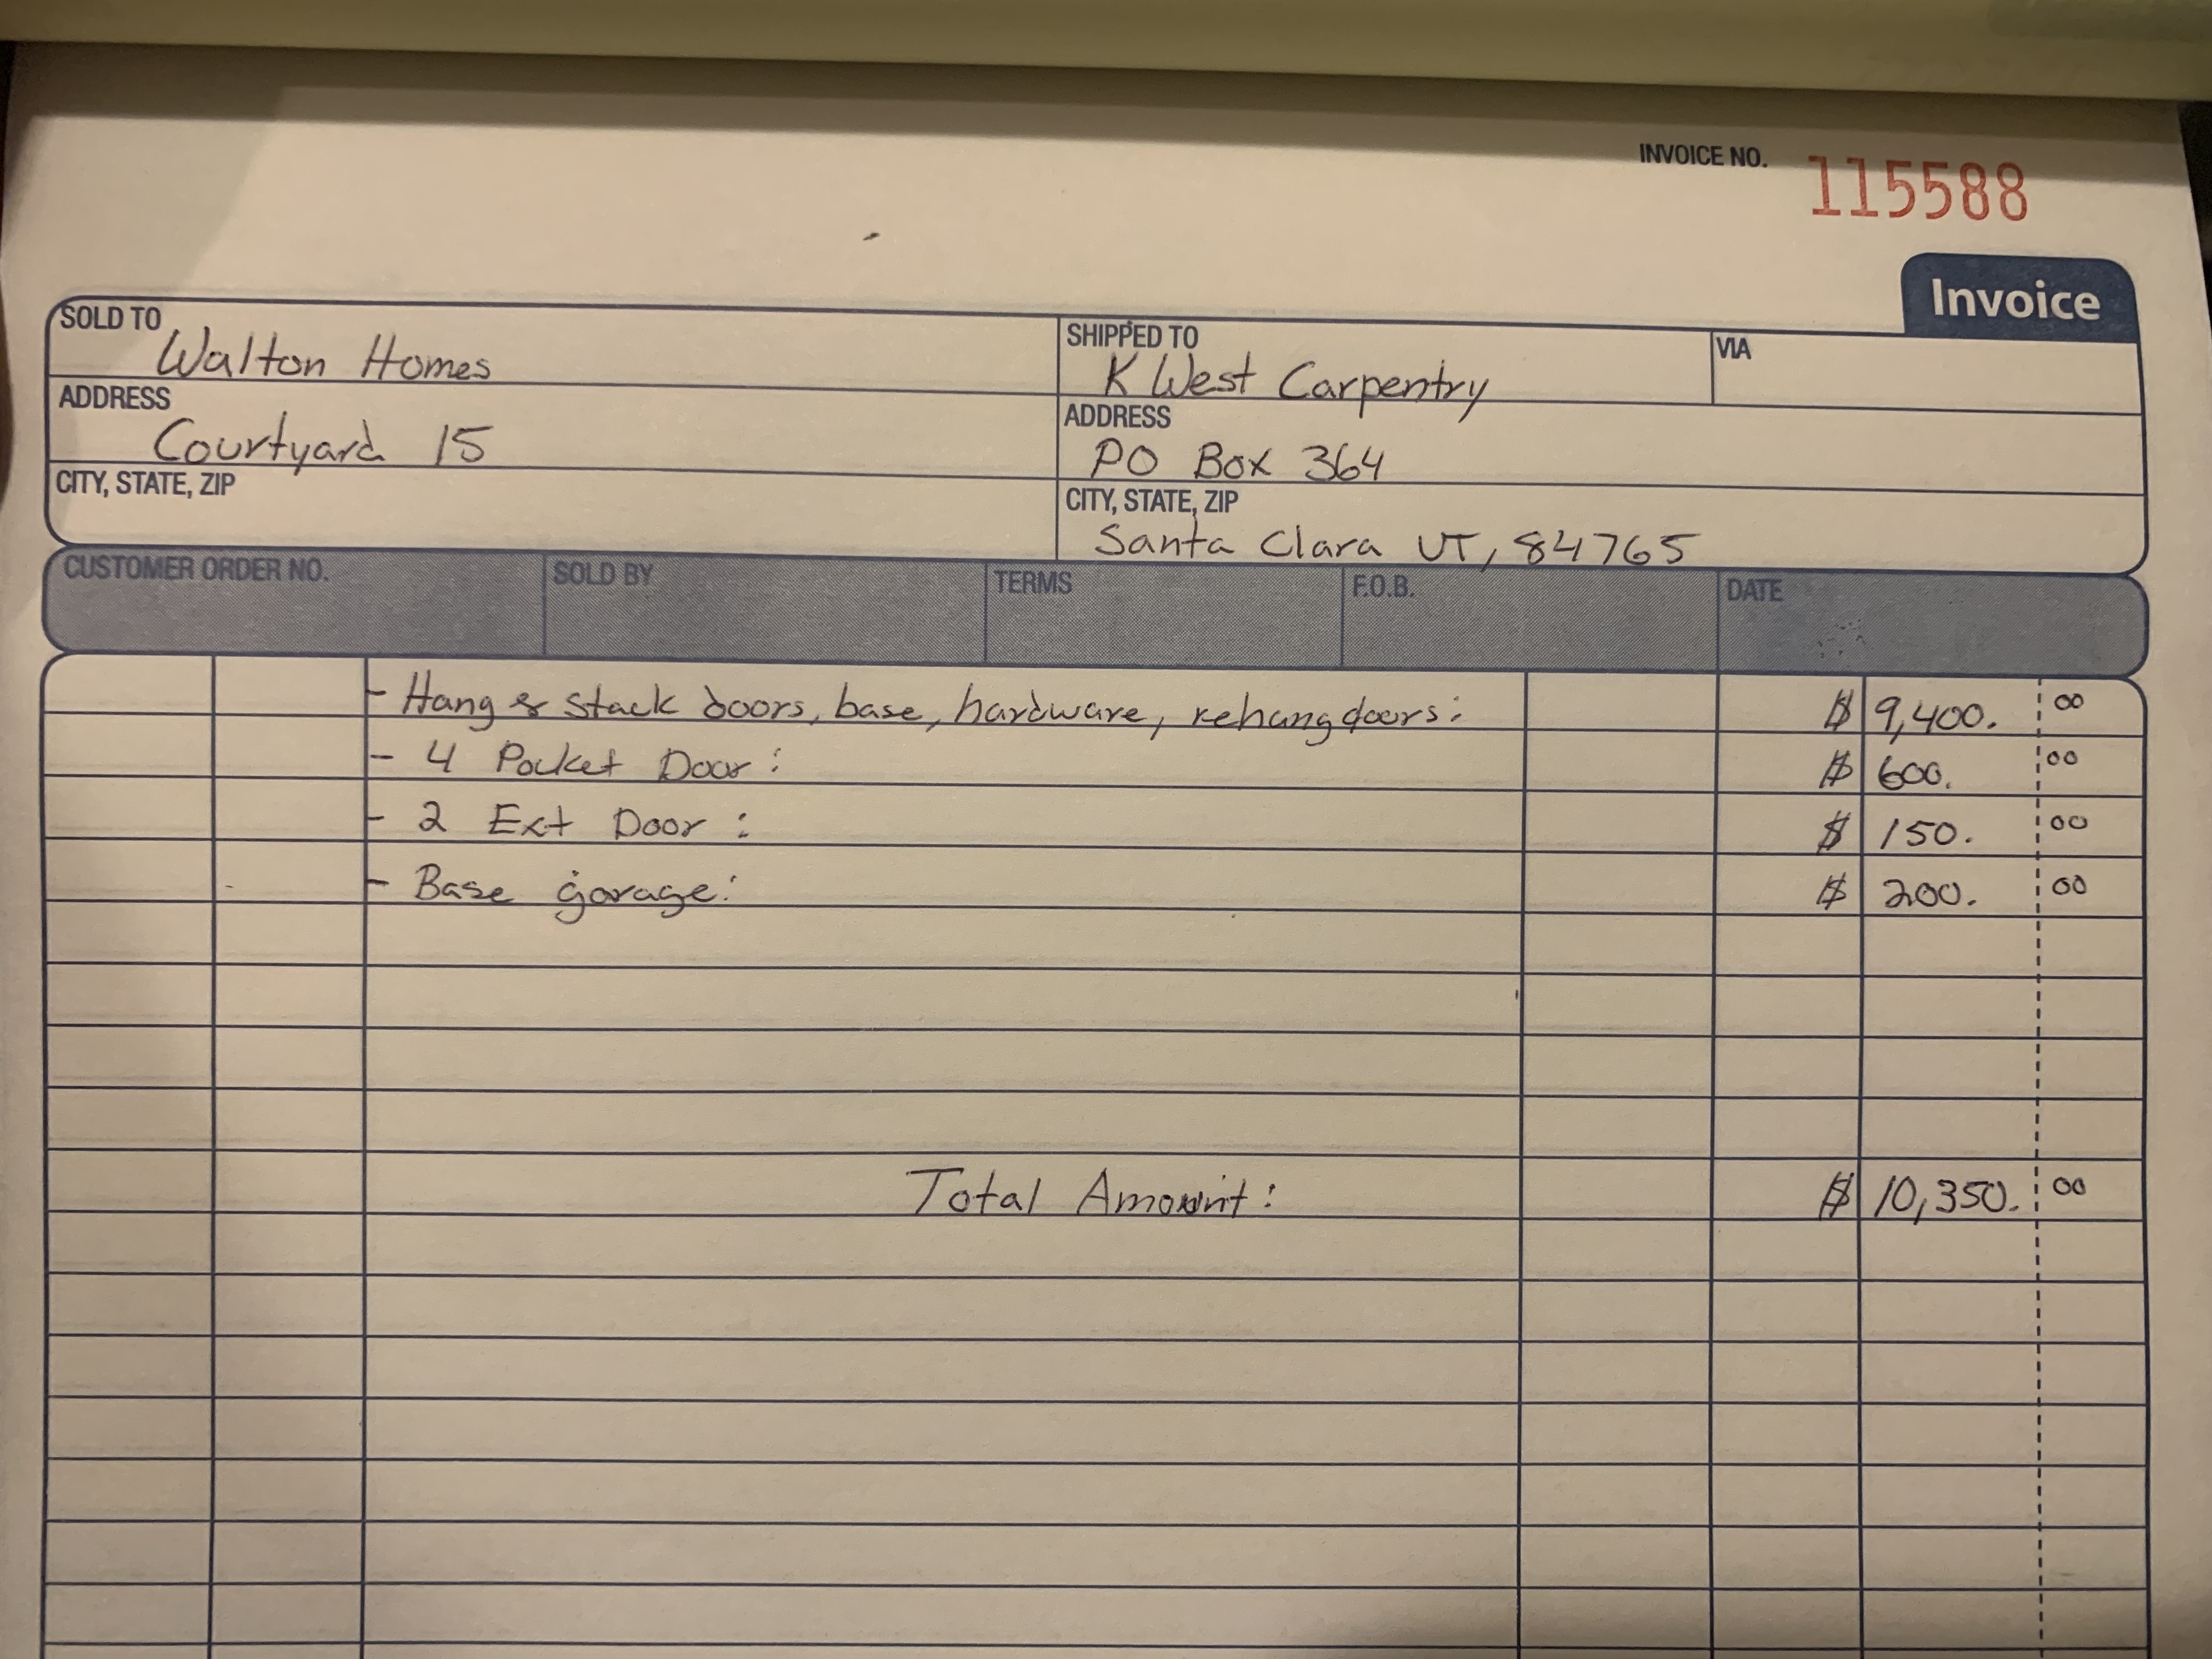 INVOICE NO. 115588
Invoice
SOLD TO
Walton Homes
ADDRESS
Courtyard 15
CITY, STATE, ZIP
SHIPPED TO
K West Carpentry
VIA
ADDRESS
PO Box 364
CITY, STATE, ZIP
Santa Clara UT, 84765
CUSTOMER ORDER NO. SOLD BY TERMS F.O.B. DATE
- Hang & Stack Doors, base, hardware, rehang doors: $ 9,400. 00
- 4 Pocket Door: $ 600. 00
- 2 Ext Door: $ 150. 00
- Base garage: $ 200. 00
Total Amount: $ 10,350. 00